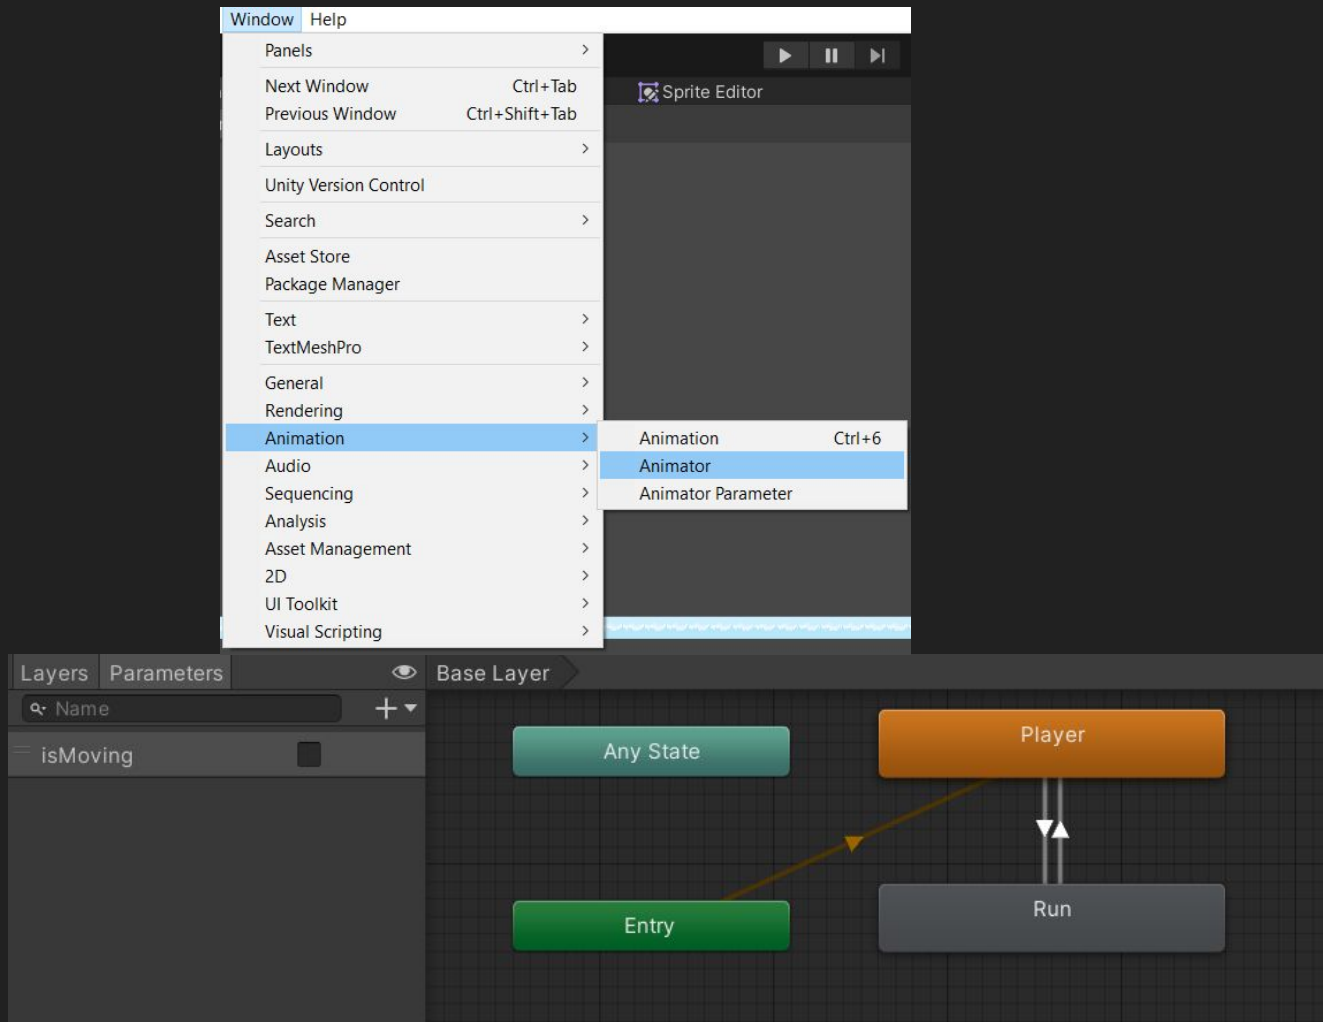 Window Help
Panels
Next Window Ctrl+Tab
Previous Window Ctrl+Shift+Tab
Sprite Editor
Layouts
Unity Version Control
Search
Asset Store
Package Manager
Text
TextMeshPro
General
Rendering
Animation
Audio
Sequencing
Analysis
Asset Management
2D
UI Toolkit
Visual Scripting
Animation Ctrl+6
Animator
Animator Parameter
Layers Parameters
Name
isMoving
Base Layer
Any State
Player
Entry
Run